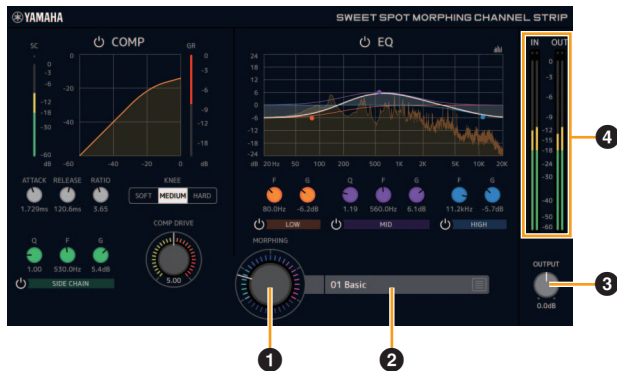 YAMAHA
SWEET SPOT MORPHING CHANNEL STRIP
SC
COMP
GR
EQ
IN OUT
0
-3
-6
-10
-30
-60
dB
0
-20
-40
-60 -40 -20 0
0
-3
-6
-9
-12
-18
dB
24
18
12
6
0
-6
-12
-18
-24
dB 20Hz 50 100 200 500 1K 2K 5K 10K 20K
0
-3
-6
-9
-12
-15
-18
-30
-40
-50
-60
4
ATTACK RELEASE RATIO
1.729ms 120.6ms 3.65
KNEE
SOFT MEDIUM HARD
F G
80.0Hz -6.2dB
LOW
Q F G
1.19 560.0Hz 6.1dB
MID
F G
11.2kHz -5.7dB
HIGH
Q F G
1.00 530.0Hz 5.4dB
SIDE CHAIN
COMP DRIVE
5.00
MORPHING
01 Basic
OUTPUT
0.0dB
3
1
2